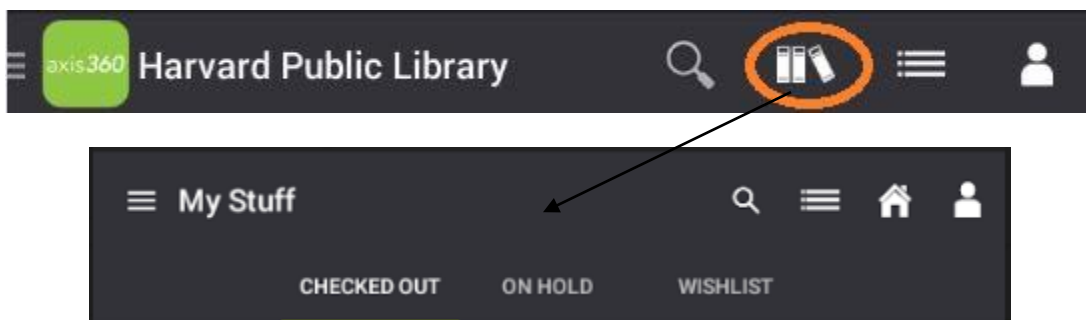 axis360 Harvard Public Library
My Stuff
CHECKED OUT ON HOLD WISHLIST